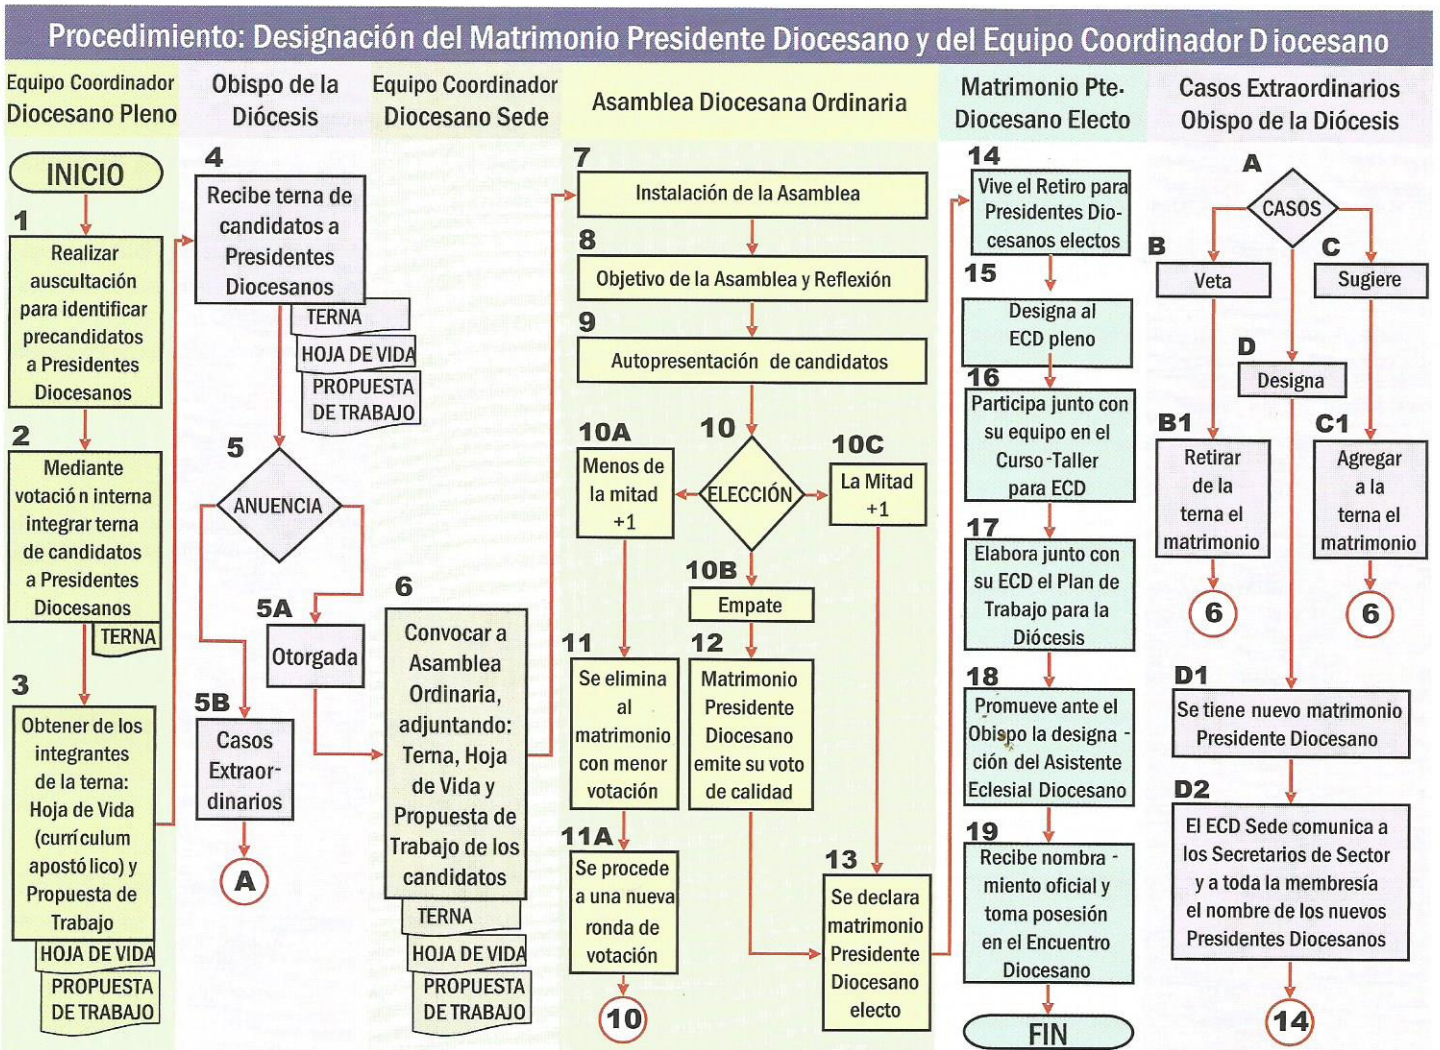 Procedimiento: Designación del Matrimonio Presidente Diocesano y del Equipo Coordinador Diocesano
Equipo Coordinador
Diocesano Pleno
INICIO
1
Realizar
auscultación
para identificar
precandidatos
a Presidentes
Diocesanos
2
Mediante
votación interna
integrar terna
de candidatos
a Presidentes
Diocesanos
TERNA
3
Obtener de los
integrantes
de la terna:
Hoja de Vida
(currículum
apostólico) y
Propuesta de
Trabajo
HOJA DE VIDA
PROPUESTA
DE TRABAJO
Obispo de la
Diócesis
4
Recibe terna de
candidatos a
Presidentes
Diocesanos
TERNA
HOJA DE VIDA
PROPUESTA
DE TRABAJO
5
ANUENCIA
5A
Otorgada
5B
Casos
Extraor-
dinarios
A
Equipo Coordinador
Diocesano Sede
6
Convocar a
Asamblea
Ordinaria,
adjuntando:
Terna, Hoja
de Vida y
Propuesta de
Trabajo de los
candidatos
TERNA
HOJA DE VIDA
PROPUESTA
DE TRABAJO
Asamblea Diocesana Ordinaria
7
Instalación de la Asamblea
8
Objetivo de la Asamblea y Reflexión
9
Autopresentación de candidatos
10
ELECCIÓN
10A
Menos de
la mitad
+1
10B
Empate
10C
La Mitad
+1
11
Se elimina
al
matrimonio
con menor
votación
11A
Se procede
a una nueva
ronda de
votación
10
12
Matrimonio
Presidente
Diocesano
emite su voto
de calidad
13
Se declara
matrimonio
Presidente
Diocesano
electo
Matrimonio Pte.
Diocesano Electo
14
Vive el Retiro para
Presidentes Dio-
cesanos electos
15
Designa al
ECD pleno
16
Participa junto con
su equipo en el
Curso-Taller
para ECD
17
Elabora junto con
su ECD el Plan de
Trabajo para la
Diócesis
18
Promueve ante el
Obispo la designa-
ción del Asistente
Eclesial Diocesano
19
Recibe nombra-
miento oficial y
toma posesión
en el Encuentro
Diocesano
FIN
Casos Extraordinarios
Obispo de la Diócesis
A
CASOS
B
Veta
C
Sugiere
D
Designa
B1
Retirar
de la
terna el
matrimonio
6
C1
Agregar
a la
terna el
matrimonio
6
D1
Se tiene nuevo matrimonio
Presidente Diocesano
D2
El ECD Sede comunica a
los Secretarios de Sector
y a toda la membresía
el nombre de los nuevos
Presidentes Diocesanos
14